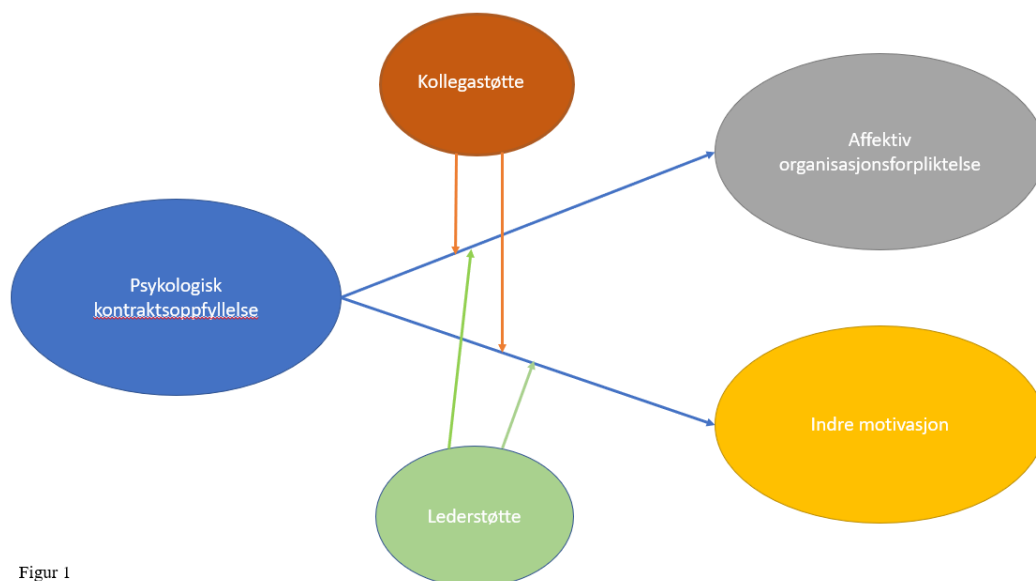 Kollegastøtte
Affektiv
organisasjonsforpliktelse
Psykologisk
kontraktsoppfyllelse
Indre motivasjon
Lederstøtte
Figur 1